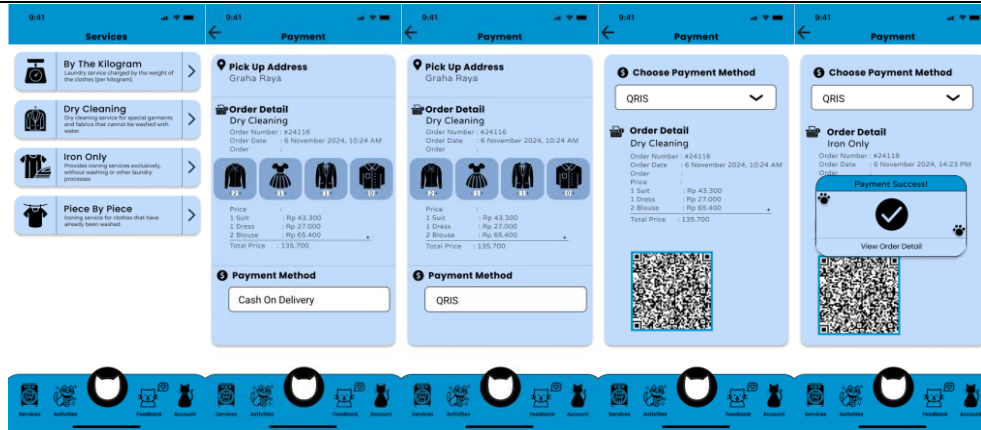 9:41
Services
By The Kilogram
Laundry service charged by the weight of
the clothes (per kilogram).
Dry Cleaning
Dry cleaning service for special garments
and fabrics that cannot be washed with
water.
Iron Only
Provides ironing services exclusively,
without washing or other laundry
processes
Piece By Piece
Ironing service for clothes that have
already been washed.
Services
Activities
Feedback
Account
9:41
Payment
Pick Up Address
Graha Raya
Order Detail
Dry Cleaning
Order Number : #24116
Order Date : 6 November 2024, 10:24 AM
Order :
Price :
1 Suit : Rp 43.300
1 Dress : Rp 27.000
2 Blouse : Rp 65.400 +
Total Price : 135.700
Payment Method
Cash On Delivery
Services
Activities
Feedback
Account
9:41
Payment
Pick Up Address
Graha Raya
Order Detail
Dry Cleaning
Order Number : #24116
Order Date : 6 November 2024, 10:24 AM
Order :
Price :
1 Suit : Rp 43.300
1 Dress : Rp 27.000
2 Blouse : Rp 65.400 +
Total Price : 135.700
Payment Method
QRIS
Services
Activities
Feedback
Account
9:41
Payment
Choose Payment Method
QRIS
Order Detail
Dry Cleaning
Order Number : #24116
Order Date : 6 November 2024, 10:24 AM
Order :
Price :
1 Suit : Rp 43.300
1 Dress : Rp 27.000
2 Blouse : Rp 65.400 +
Total Price : 135.700
Services
Activities
Feedback
Account
9:41
Payment
Choose Payment Method
QRIS
Order Detail
Iron Only
Order Number : #24118
Order Date : 6 November 2024, 14:23 PM
Order :
Payment Success!
View Order Detail
Services
Activities
Feedback
Account